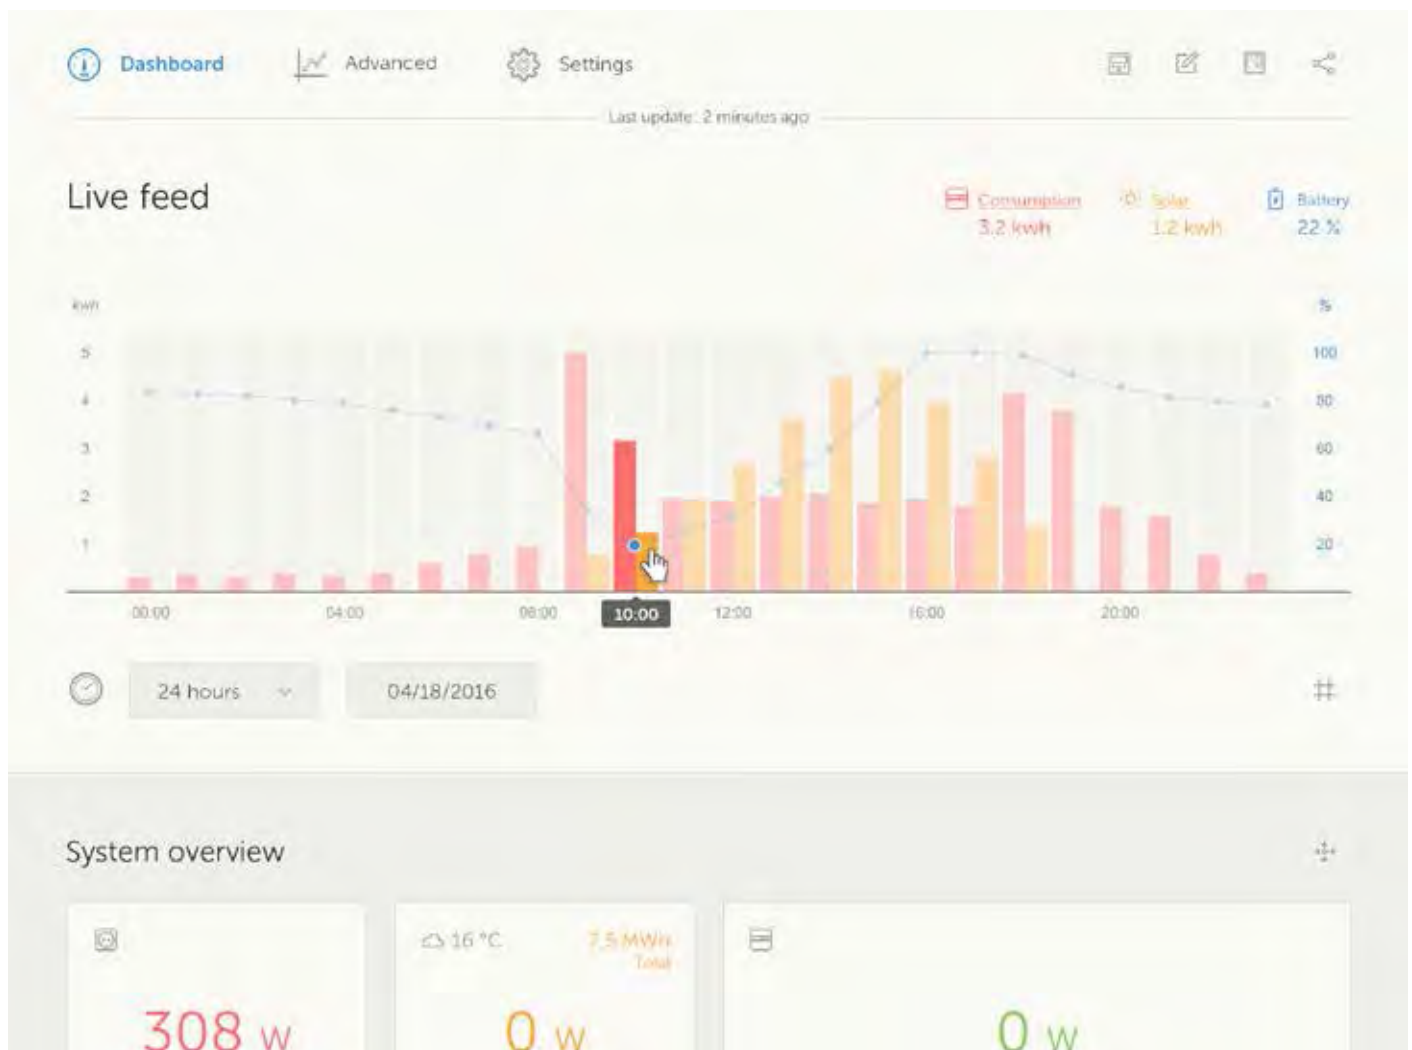 Dashboard
Advanced
Settings
Last update: 2 minutes ago
Live feed
Consumption
3.2 kwh
Solar
1.2 kwh
Battery
22 %
kwh
%
5
100
4
80
3
60
2
40
1
20
00:00
04:00
08:00
10:00
12:00
16:00
20:00
24 hours
04/18/2016
System overview
16 °C
7,5 MWH
Total
308 W
0 W
0 W